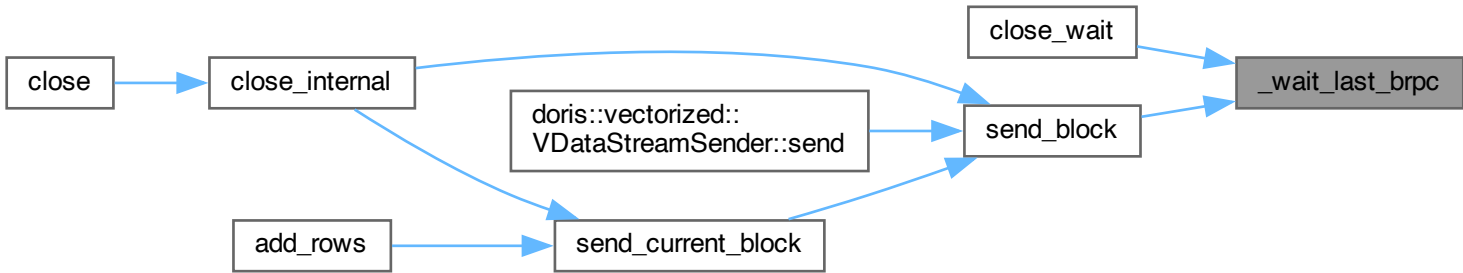 close
close_internal
close_wait
_wait_last_brpc
doris::vectorized::
VDataStreamSender::send
send_block
add_rows
send_current_block